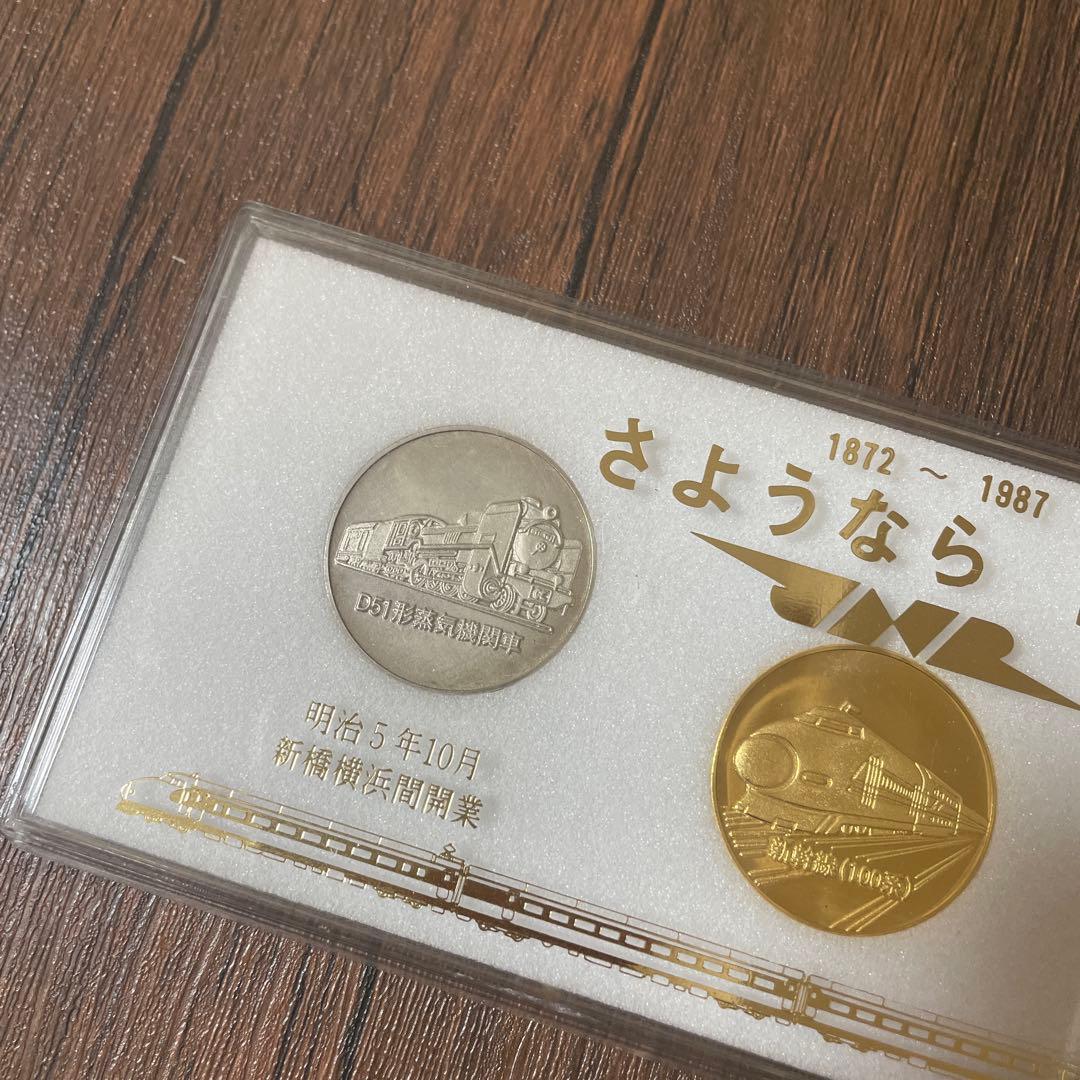 1872 ～ 1987
さようなら
JNR
D51形蒸気機関車
明治5年10月
新橋横浜間開業
新幹線(100系)